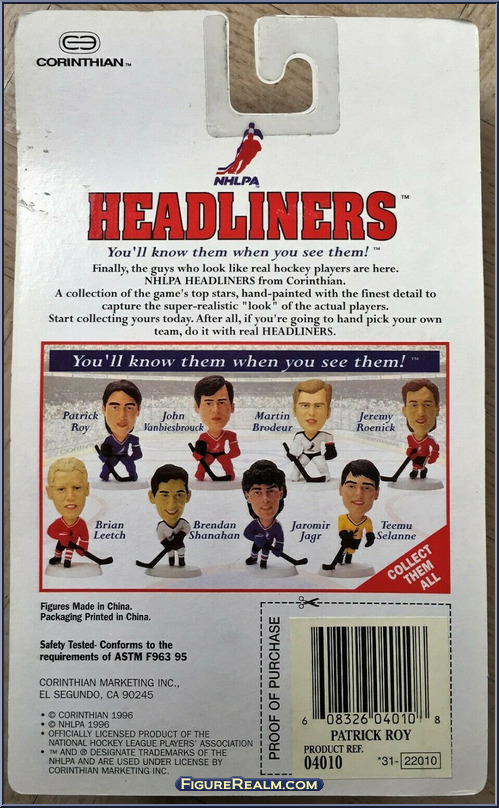 CORINTHIAN™
NHLPA
HEADLINERS™
You'll know them when you see them!™
Finally, the guys who look like real hockey players are here.
NHLPA HEADLINERS from Corinthian.
A collection of the game's top stars, hand-painted with the finest detail to
capture the super-realistic "look" of the actual players.
Start collecting yours today. After all, if you're going to hand pick your own
team, do it with real HEADLINERS.
You'll know them when you see them!™
Patrick
Roy
John
Vanbiesbrouck
Martin
Brodeur
Jeremy
Roenick
Brian
Leetch
Brendan
Shanahan
Jaromir
Jagr
Teemu
Selanne
COLLECT
THEM
ALL
Figures Made in China.
Packaging Printed in China.
Safety Tested- Conforms to the
requirements of ASTM F963 95
CORINTHIAN MARKETING INC.,
EL SEGUNDO, CA 90245
• © CORINTHIAN 1996
• © NHLPA 1996
• OFFICIALLY LICENSED PRODUCT OF THE
NATIONAL HOCKEY LEAGUE PLAYERS' ASSOCIATION
• ™ AND ® DESIGNATE TRADEMARKS OF THE
NHLPA AND ARE USED UNDER LICENSE BY
CORINTHIAN MARKETING INC.
PROOF OF PURCHASE
6 08326 04010 8
PATRICK ROY
PRODUCT REF.
04010
*31- 22010
FIGUREREALM.COM